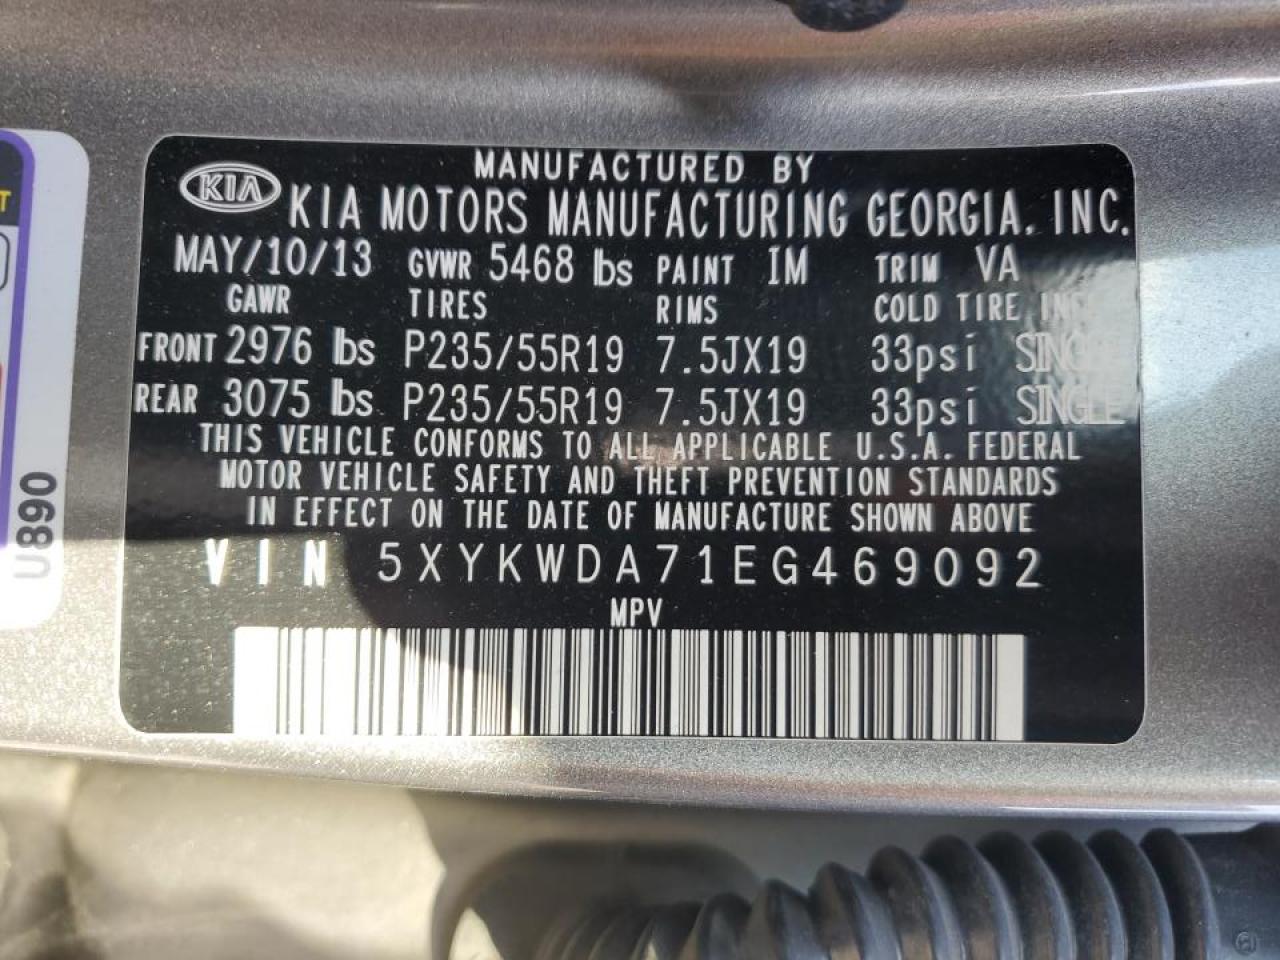 MANUFACTURED BY
KIA KIA MOTORS MANUFACTURING GEORGIA, INC.
MAY/10/13 GVWR 5468 lbs PAINT IM TRIM VA
GAWR TIRES RIMS COLD TIRE
FRONT 2976 lbs P235/55R19 7.5JX19 33psi SINGLE
REAR 3075 lbs P235/55R19 7.5JX19 33psi SINGLE
THIS VEHICLE CONFORMS TO ALL APPLICABLE U.S.A. FEDERAL
MOTOR VEHICLE SAFETY AND THEFT PREVENTION STANDARDS
IN EFFECT ON THE DATE OF MANUFACTURE SHOWN ABOVE
VIN 5XYKWDA71EG469092
MPV
U890